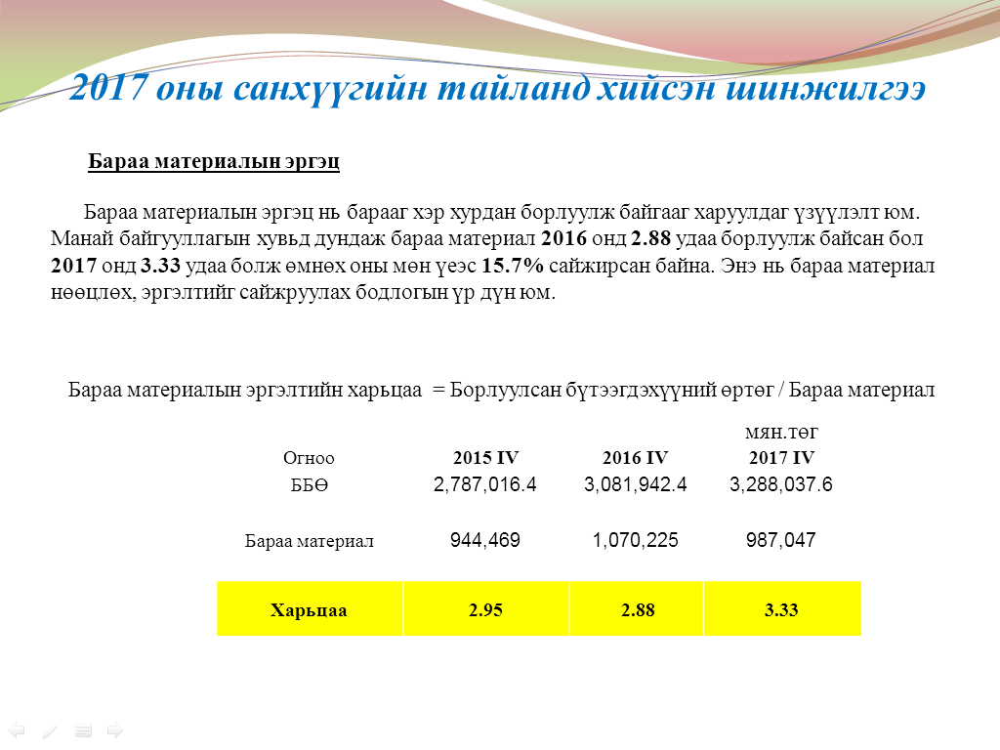 2017 оны санхүүгийн тайланд хийсэн шинжилгээ
Бараа материалын эргэц
Бараа материалын эргэц нь барааг хэр хурдан борлуулж байгааг харуулдаг үзүүлэлт юм.
Манай байгууллагын хувьд дундаж бараа материал 2016 онд 2.88 удаа борлуулж байсан бол
2017 онд 3.33 удаа болж өмнөх оны мөн үеэс 15.7% сайжирсан байна. Энэ нь бараа материал
нөөцлөх, эргэлтийг сайжруулах бодлогын үр дүн юм.
Бараа материалын эргэлтийн харьцаа = Борлуулсан бүтээгдэхүүний өртөг / Бараа материал
мян.төг
Огноо 2015 IV 2016 IV 2017 IV
ББӨ 2,787,016.4 3,081,942.4 3,288,037.6
Бараа материал 944,469 1,070,225 987,047
Харьцаа 2.95 2.88 3.33